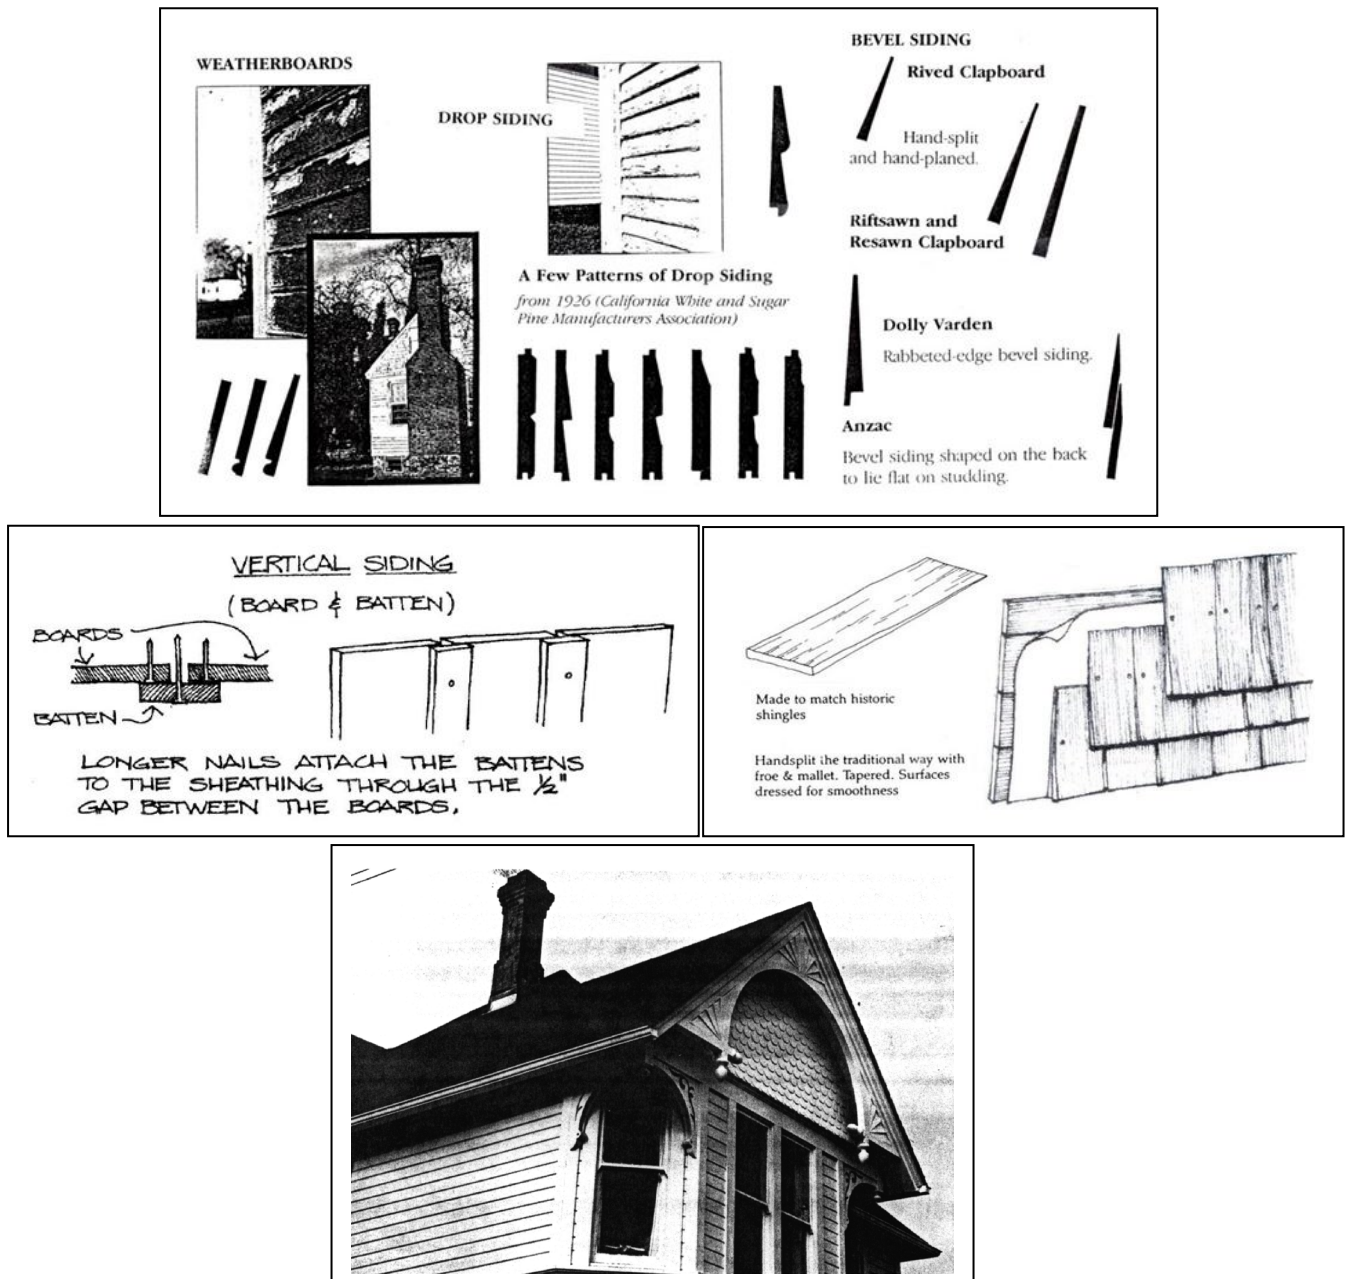 WEATHERBOARDS
DROP SIDING
A Few Patterns of Drop Siding
from 1926 (California White and Sugar
Pine Manufacturers Association)
BEVEL SIDING
Rived Clapboard
Hand-split
and hand-planed.
Riftsawn and
Resawn Clapboard
Dolly Varden
Rabbeted-edge bevel siding.
Anzac
Bevel siding shaped on the back
to lie flat on studding.
VERTICAL SIDING
(BOARD & BATTEN)
BOARDS
BATTEN
LONGER NAILS ATTACH THE BATTENS
TO THE SHEATHING THROUGH THE ½"
GAP BETWEEN THE BOARDS.
Made to match historic
shingles
Handsplit the traditional way with
froe & mallet. Tapered. Surfaces
dressed for smoothness